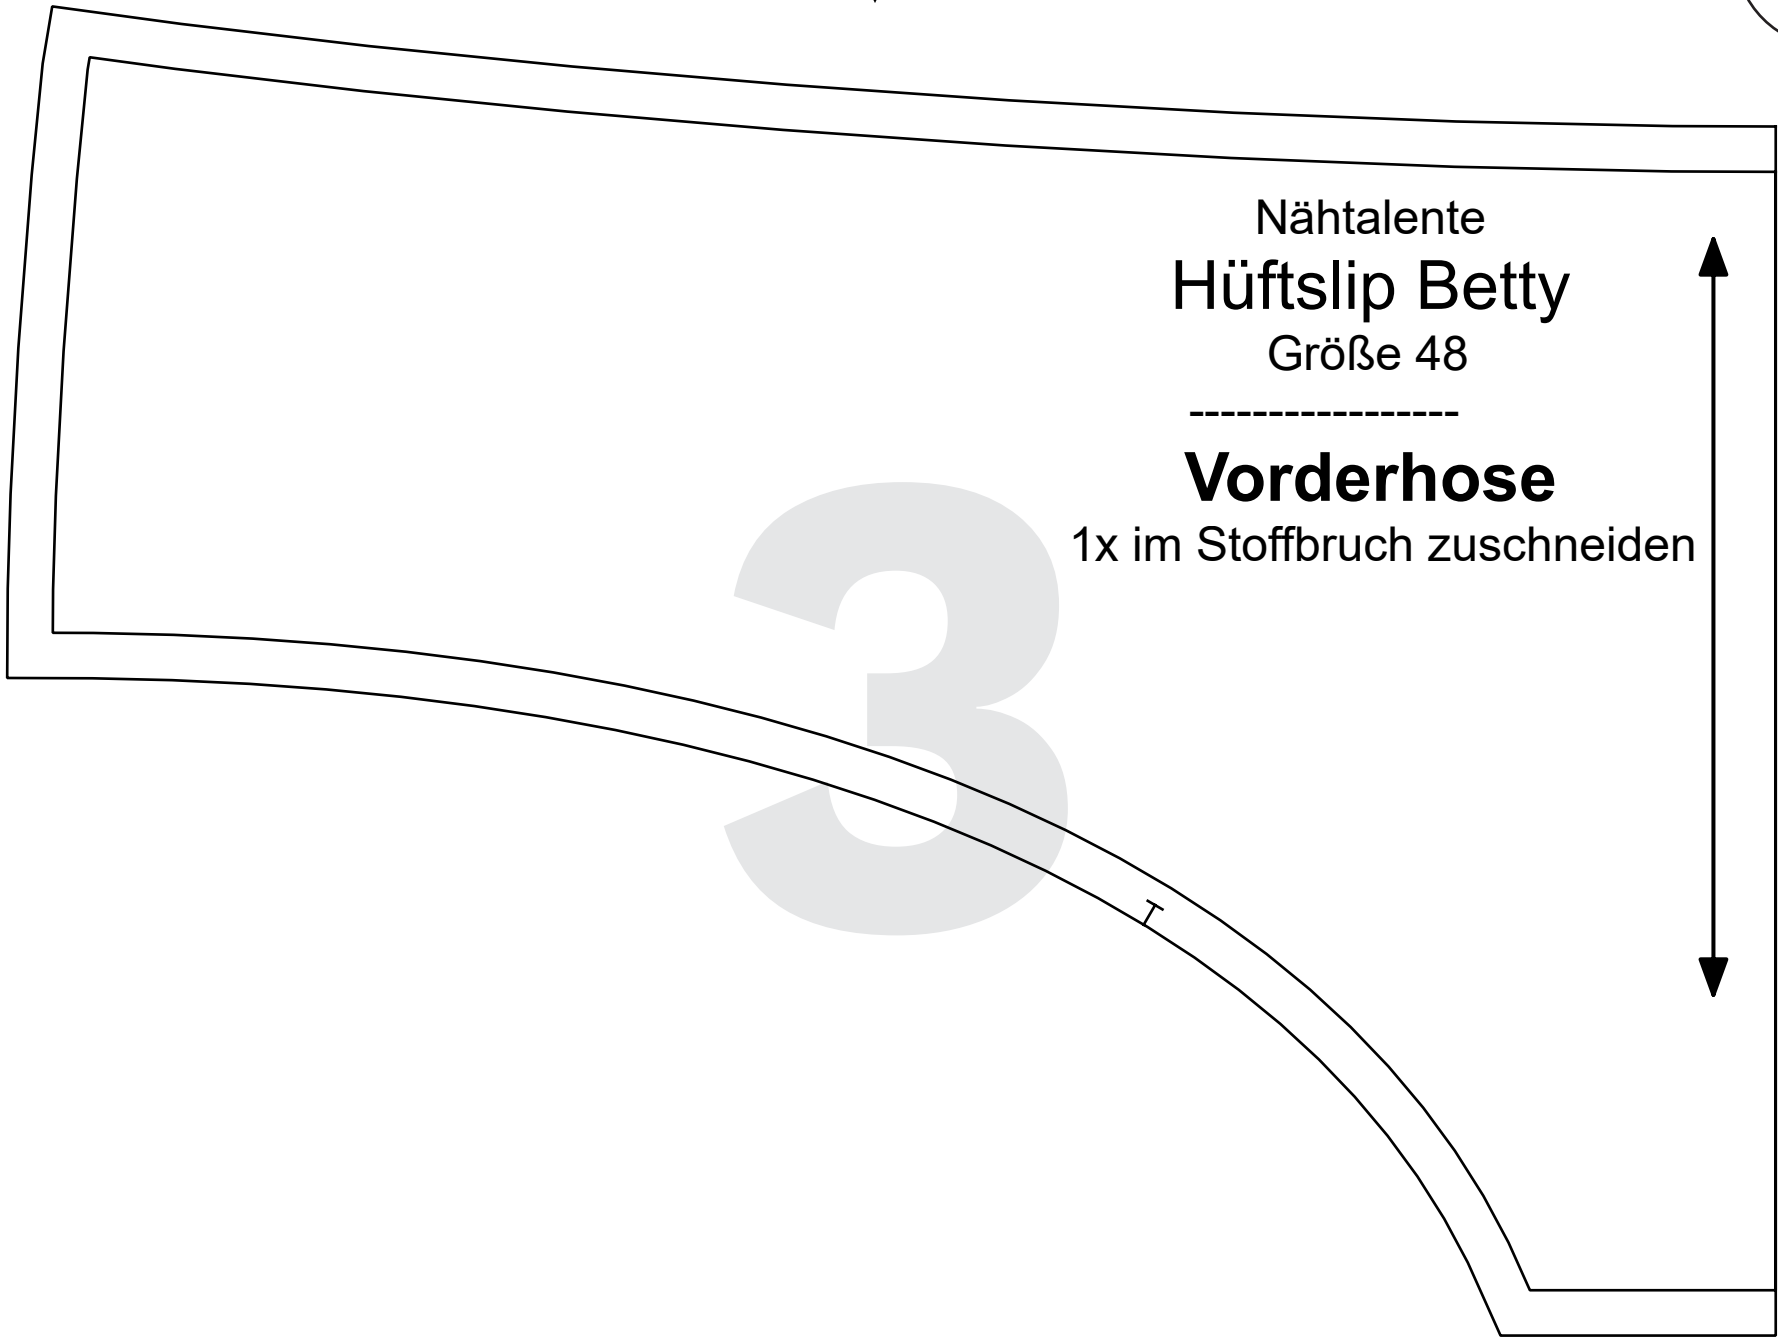 Nähtalente
Hüftslip Betty
Größe 48
-----------------
Vorderhose
1x im Stoffbruch zuschneiden
3